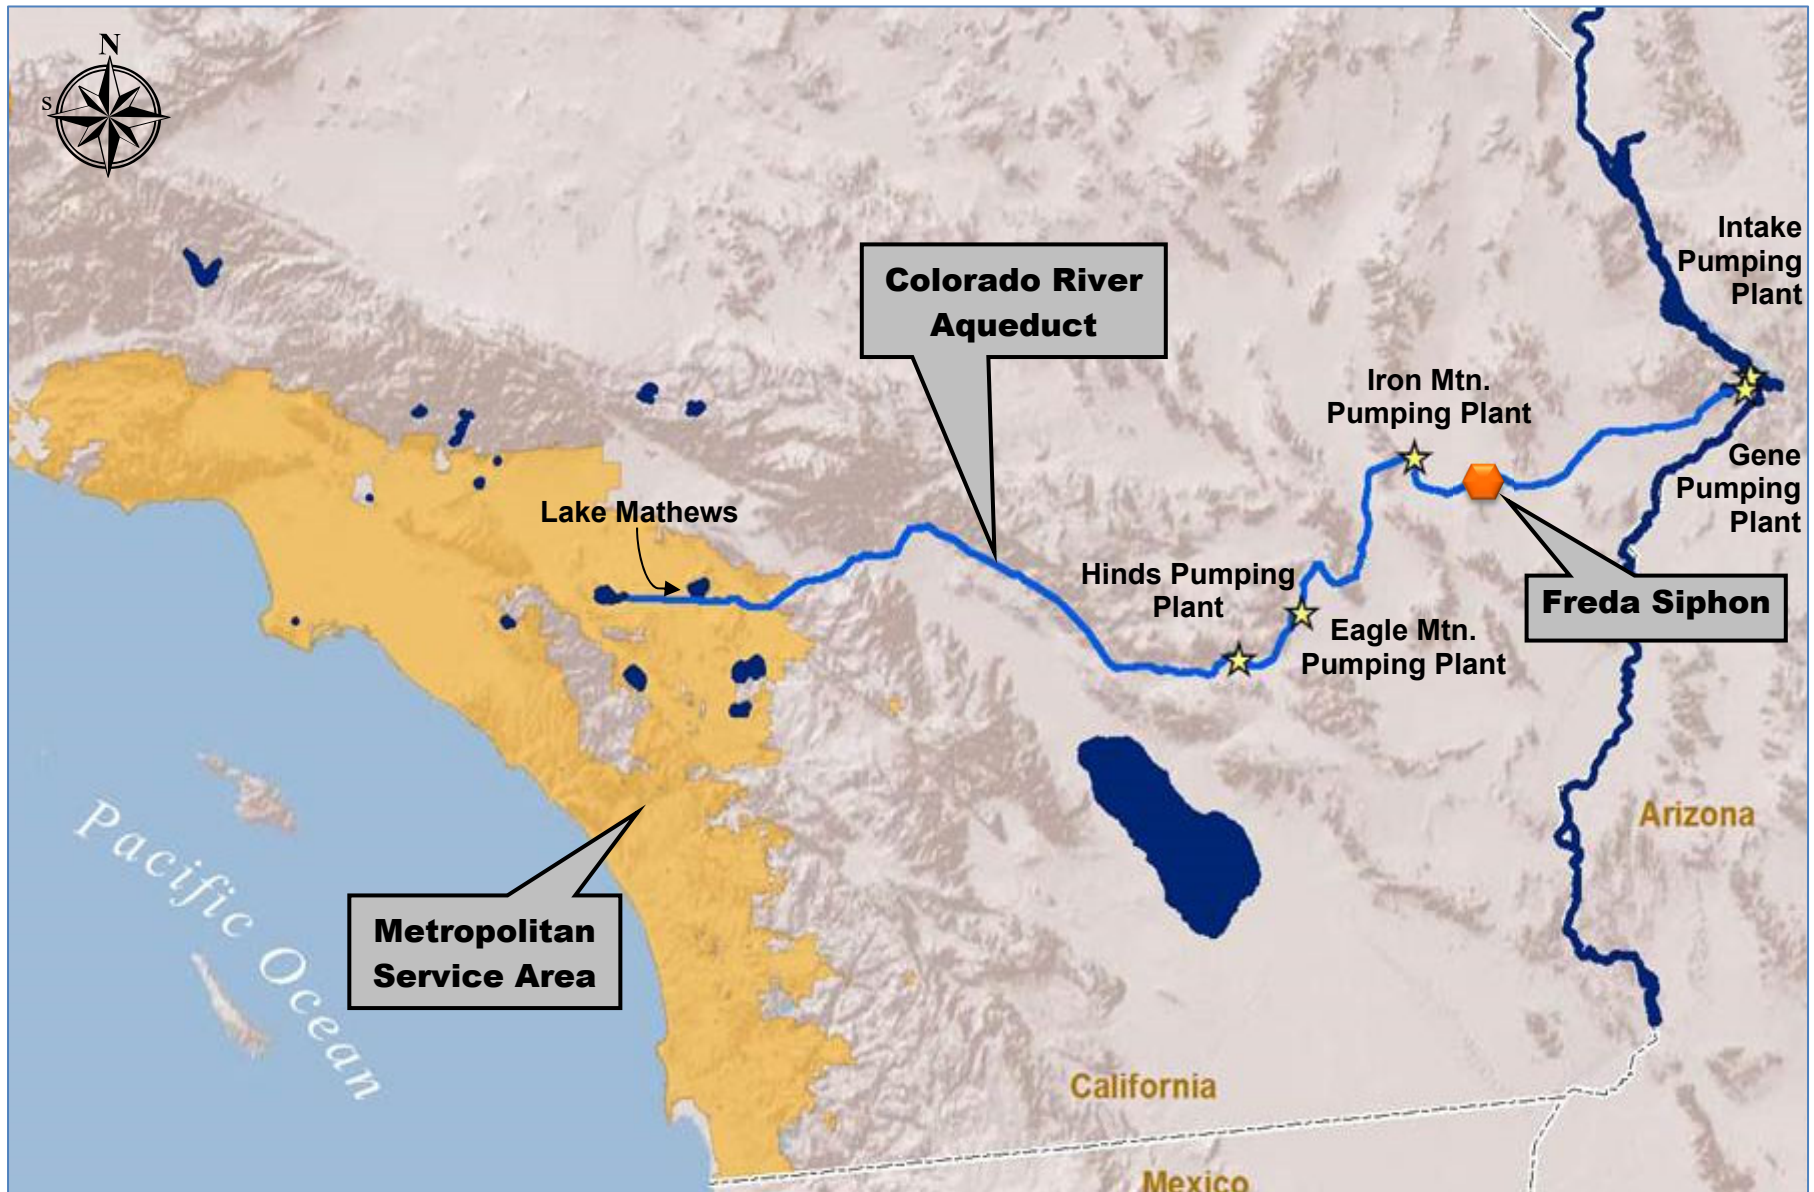 N
S
Intake
Pumping
Plant
Colorado River
Aqueduct
Iron Mtn.
Pumping Plant
Gene
Pumping
Plant
Lake Mathews
Hinds Pumping
Plant
Freda Siphon
Eagle Mtn.
Pumping Plant
Arizona
Pacific Ocean
Metropolitan
Service Area
California
Mexico